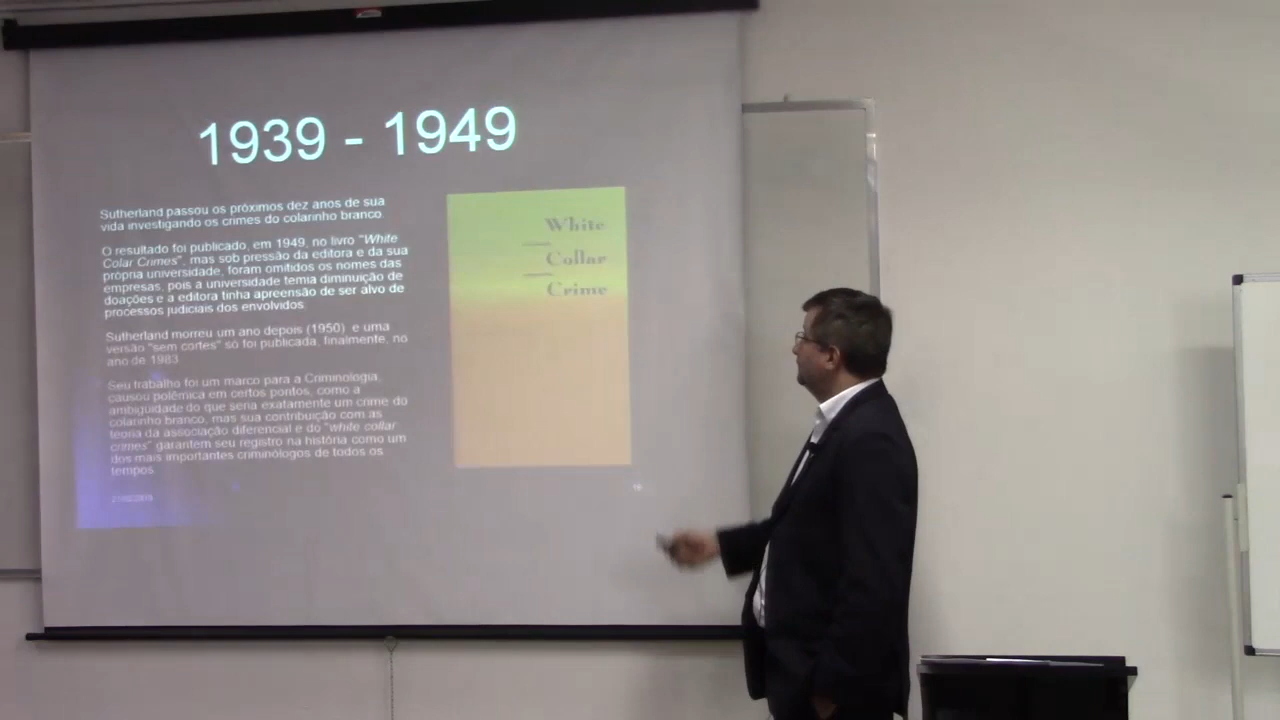 1939 - 1949
Sutherland passou os próximos dez anos de sua
vida investigando os crimes do colarinho branco
O resultado foi publicado, em 1949, no livro "White
Colar Crimes", mas sob pressão da editora e da sua
própria universidade, foram omitidos os nomes das
empresas, pois a universidade temia diminuição de
doações e a editora tinha apreensão de ser alvo de
processos judiciais dos envolvidos.
Sutherland morreu um ano depois (1950) e uma
versão "sem cortes" só foi publicada, finalmente, no
ano de 1983
Seu trabalho foi um marco para a Criminologia,
causou polêmica em certos pontos, como a
ambiguidade do que seria exatamente um crime do
colarinho branco, mas sua contribuição com as
teoria da associação diferencial e do "white collar
crimes" garantem seu registro na história como um
dos mais importantes criminólogos de todos os
tempos.
White
Collar
Crime